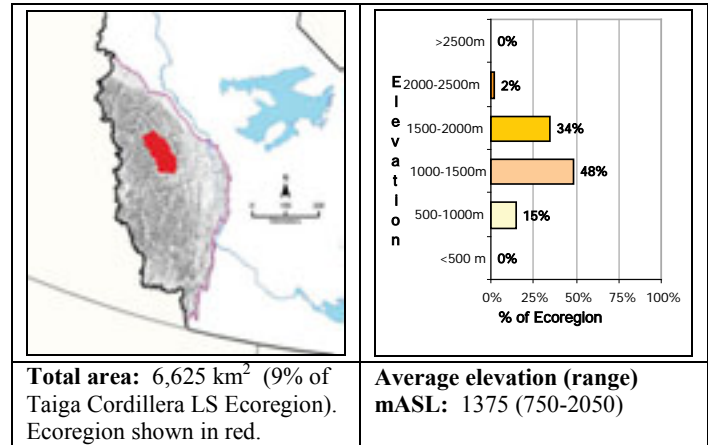 >2500m 0%
2000-2500m 2%
1500-2000m 34%
1000-1500m 48%
500-1000m 15%
<500 m 0%
Elevation
0% 25% 50% 75% 100%
% of Ecoregion
Total area: 6,625 km² (9% of
Taiga Cordillera LS Ecoregion).
Ecoregion shown in red.
Average elevation (range)
mASL: 1375 (750-2050)